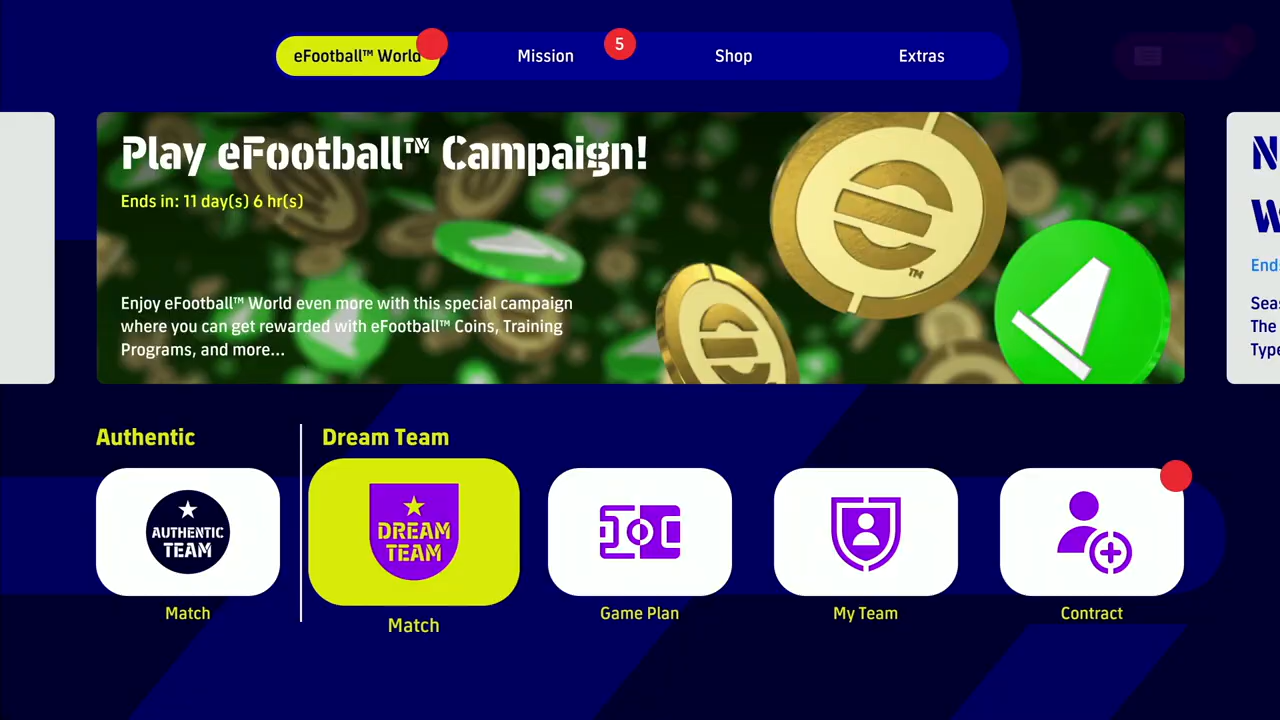 eFootball™ World
Mission
5
Shop
Extras
Play eFootball™ Campaign!
Ends in: 11 day(s) 6 hr(s)
Enjoy eFootball™ World even more with this special campaign
where you can get rewarded with eFootball™ Coins, Training
Programs, and more...
TM
The
Authentic
Dream Team
AUTHENTIC
TEAM
DREAM
TEAM
Match
Match
Game Plan
My Team
Contract